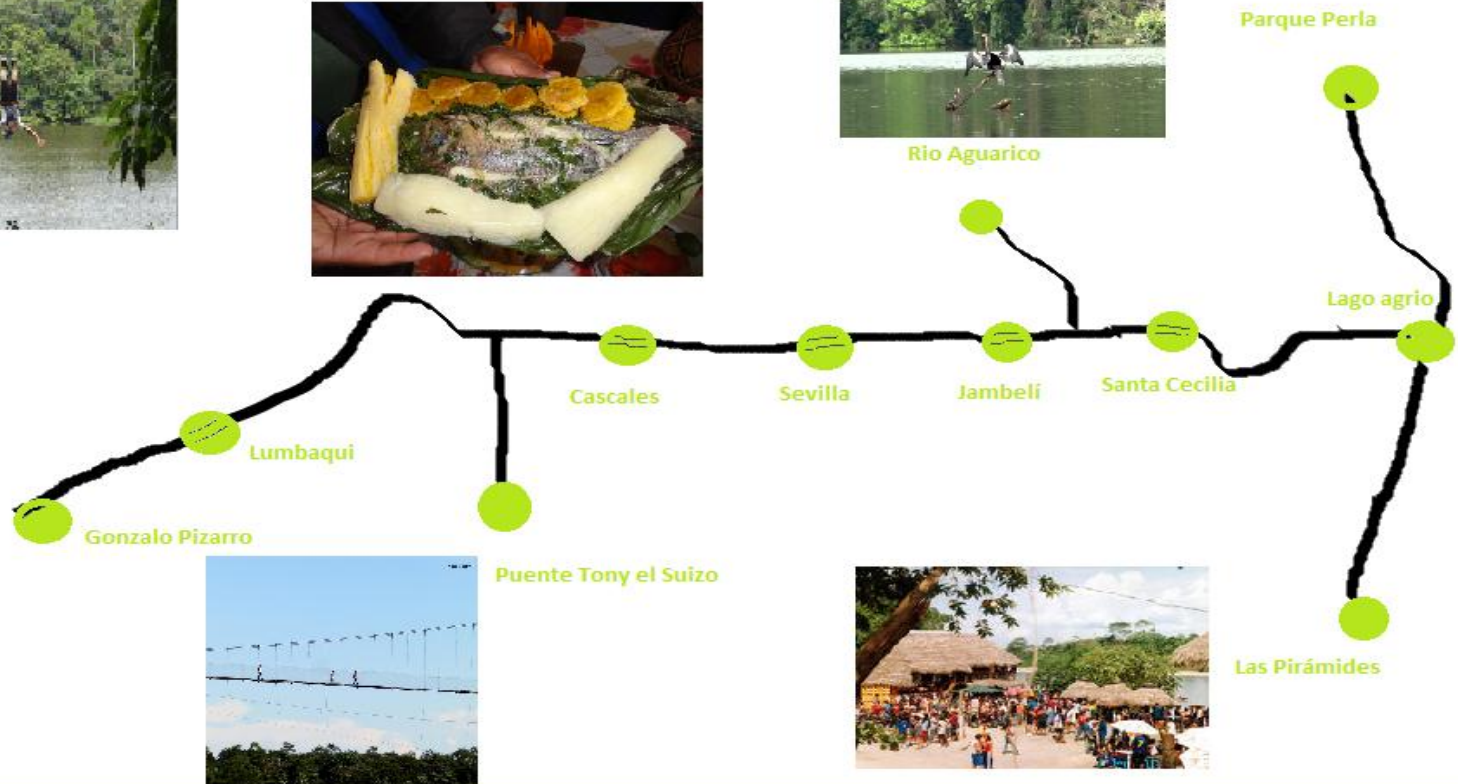 Parque Perla
Rio Aguarico
Lago agrio
Cascales
Sevilla
Jambelí
Santa Cecilia
Lumbaqui
Gonzalo Pizarro
Puente Tony el Suizo
Las Pirámides